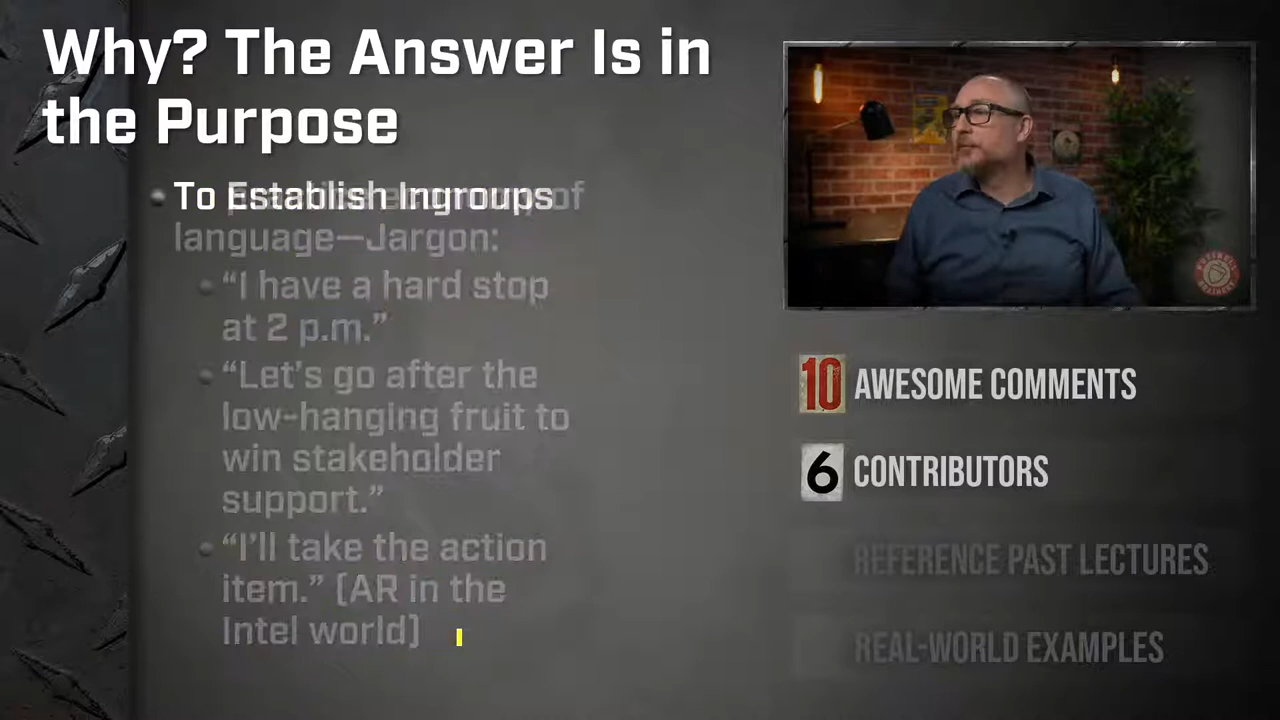 Why? The Answer Is in
the Purpose
To Establish Ingroups
of
language—Jargon:
“I have a hard stop
at 2 p.m.”
“Let’s go after the
low-hanging fruit to
win stakeholder
support.”
“I’ll take the action
item.” (AR in the
Intel world)
10 AWESOME COMMENTS
6 CONTRIBUTORS
REFERENCE PAST LECTURES
REAL-WORLD EXAMPLES